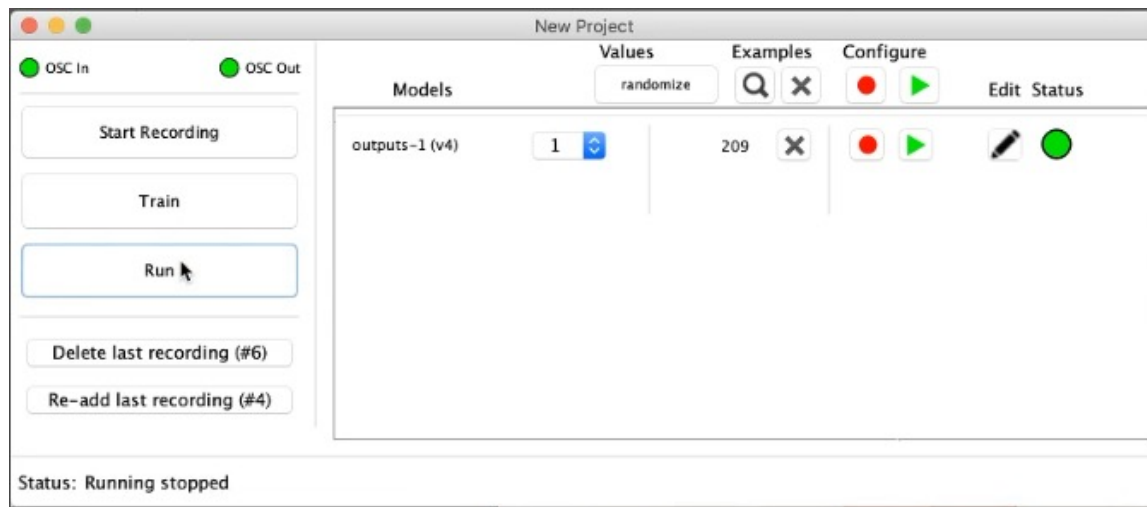 New Project
OSC In
OSC Out
Start Recording
Train
Run
Delete last recording (#6)
Re-add last recording (#4)
Values
Examples
Configure
Models
randomize
Edit
Status
outputs-1 (v4)
1
209
Status: Running stopped